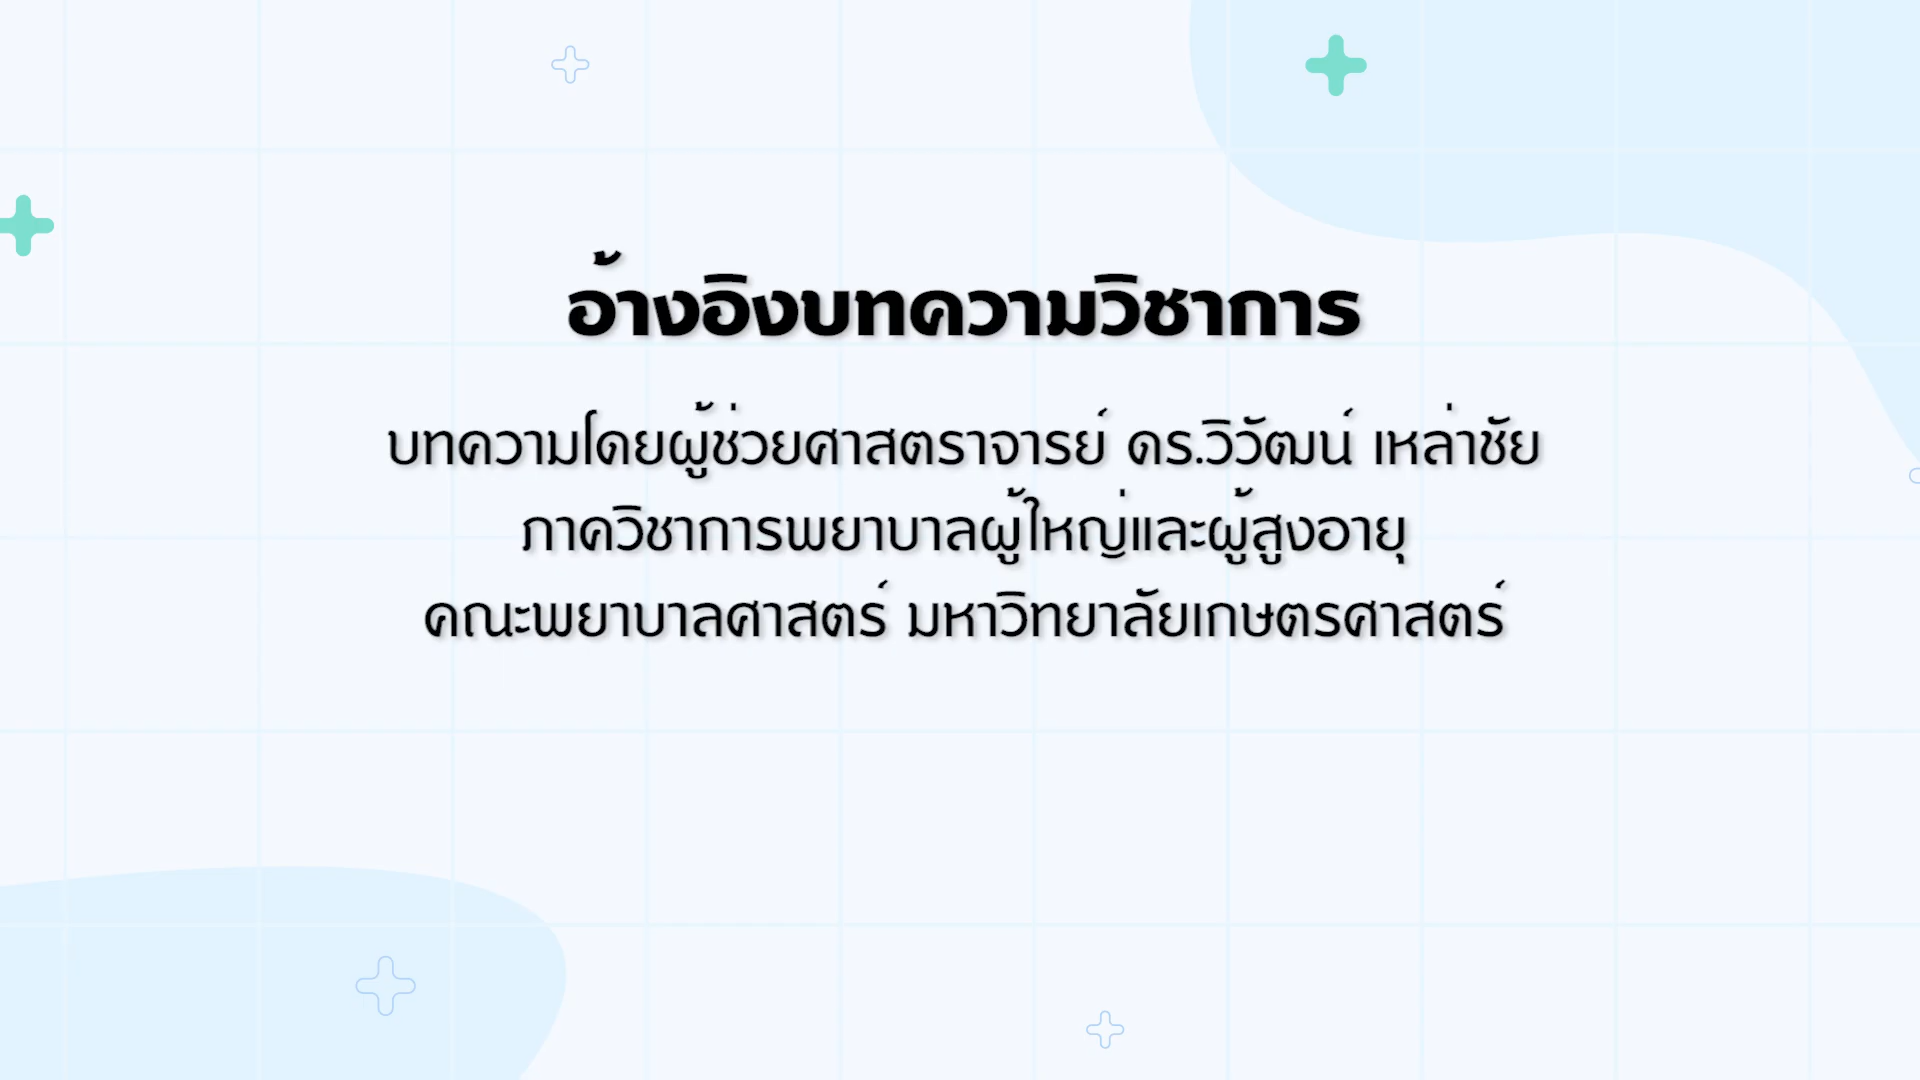 อ้างอิงบทความวิชาการ
บทความโดยผู้ช่วยศาสตราจารย์ ดร.วิวัฒน์ เหล่าชัย
ภาควิชาการพยาบาลผู้ใหญ่และผู้สูงอายุ
คณะพยาบาลศาสตร์ มหาวิทยาลัยเกษตรศาสตร์